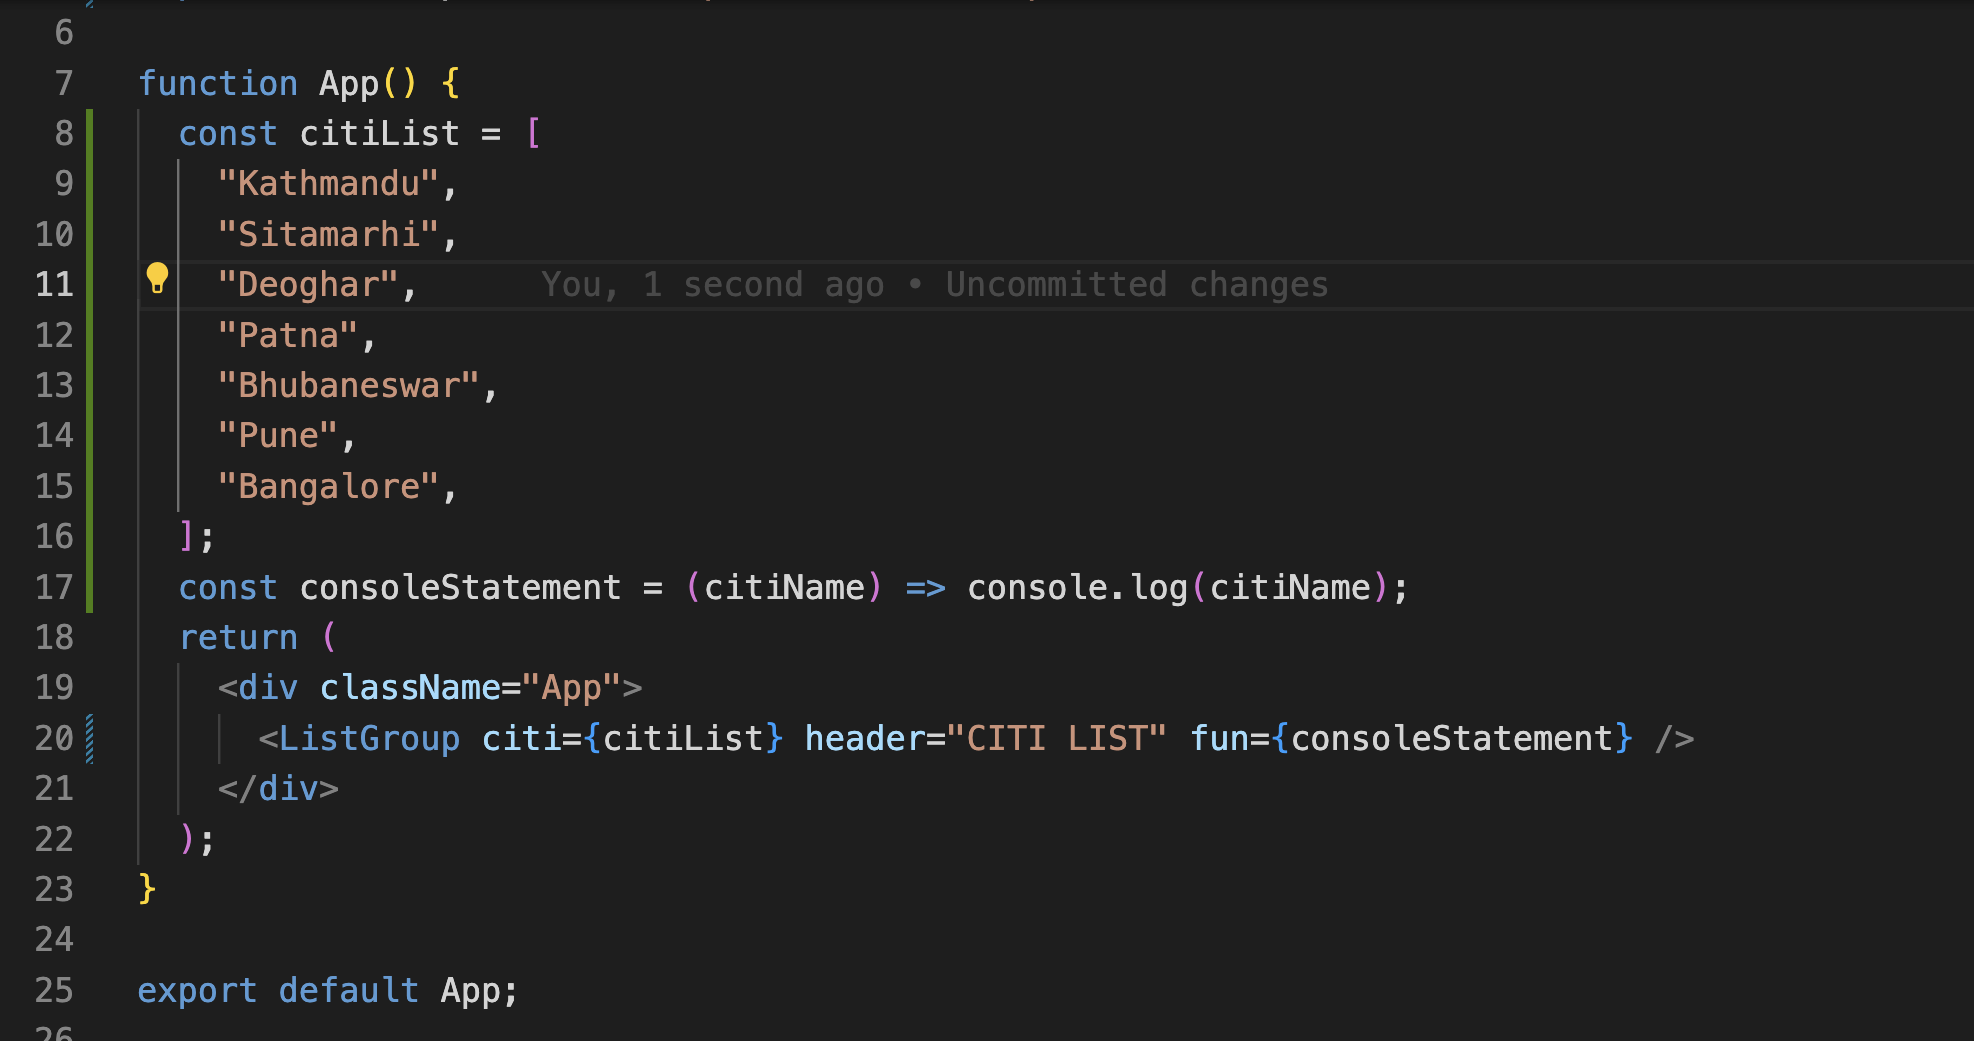 6
7 function App() {
8 const citiList = [
9 "Kathmandu",
10 "Sitamarhi",
11 "Deoghar", You, 1 second ago • Uncommitted changes
12 "Patna",
13 "Bhubaneswar",
14 "Pune",
15 "Bangalore",
16 ];
17 const consoleStatement = (citiName) => console.log(citiName);
18 return (
19 <div className="App">
20 <ListGroup citi={citiList} header="CITI LIST" fun={consoleStatement} />
21 </div>
22 );
23 }
24
25 export default App;
26